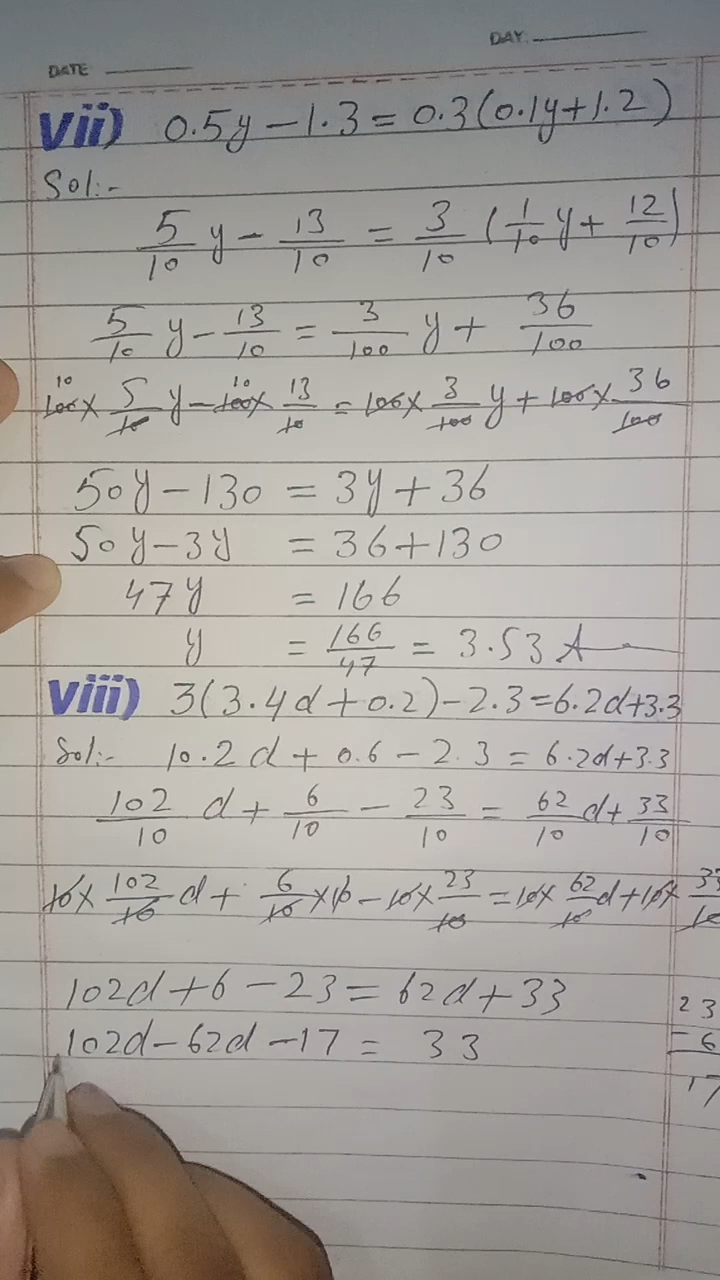 DATE DAY.
Vii) 0.5y - 1.3 = 0.3(0.1y + 1.2)
Sol:-
5/10 y - 13/10 = 3/10 (1/10 y + 12/10)
5/10 y - 13/10 = 3/100 y + 36/100
10 10
100 × 5/10 y - 100 × 13/10 = 100 × 3/100 y + 100 × 36/100
50y - 130 = 3y + 36
50y - 3y = 36 + 130
47y = 166
y = 166/47 = 3.53 A
Viii) 3(3.4d + 0.2) - 2.3 = 6.2d + 3.3
Sol:- 10.2d + 0.6 - 2.3 = 6.2d + 3.3
102/10 d + 6/10 - 23/10 = 62/10 d + 33/10
10 × 102/10 d + 6/10 × 10 - 10 × 23/10 = 10 × 62/10 d + 10 × 33/10
102d + 6 - 23 = 62d + 33
102d - 62d - 17 = 33
23
- 6
17